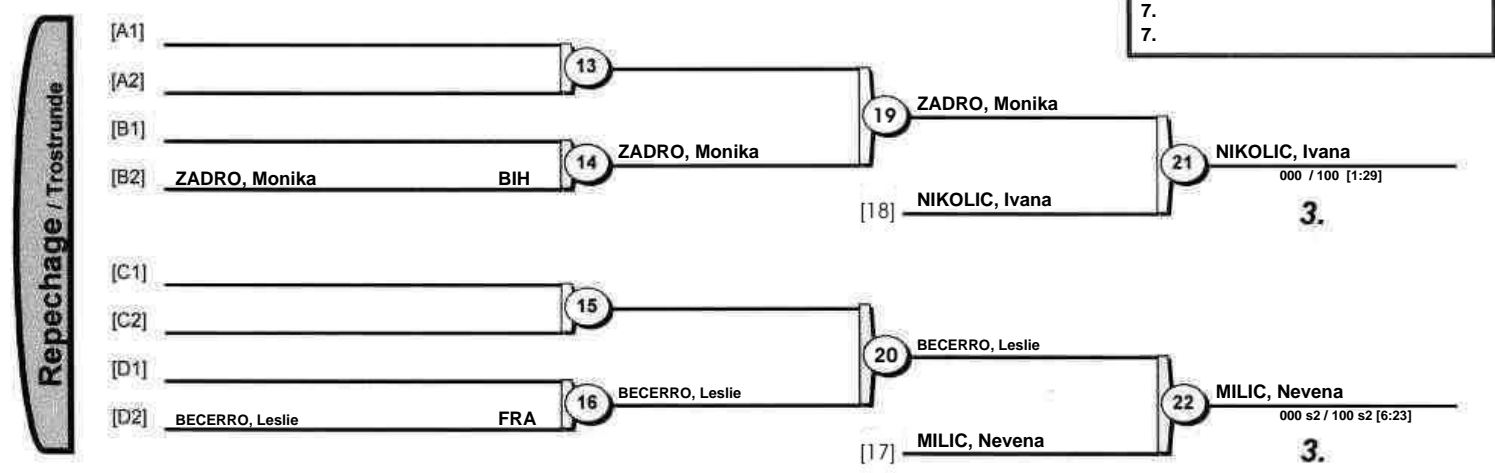 7.
7.
Repechage / Trostrunde
[A1]
13
[A2]
19 ZADRO, Monika
[B1]
14 ZADRO, Monika
21 NIKOLIC, Ivana
000 / 100 [1:29]
[B2] ZADRO, Monika BIH
[18] NIKOLIC, Ivana
3.
[C1]
15
[C2]
20 BECERRO, Leslie
[D1]
16 BECERRO, Leslie
22 MILIC, Nevena
000 s2 / 100 s2 [6:23]
[D2] BECERRO, Leslie FRA
[17] MILIC, Nevena
3.